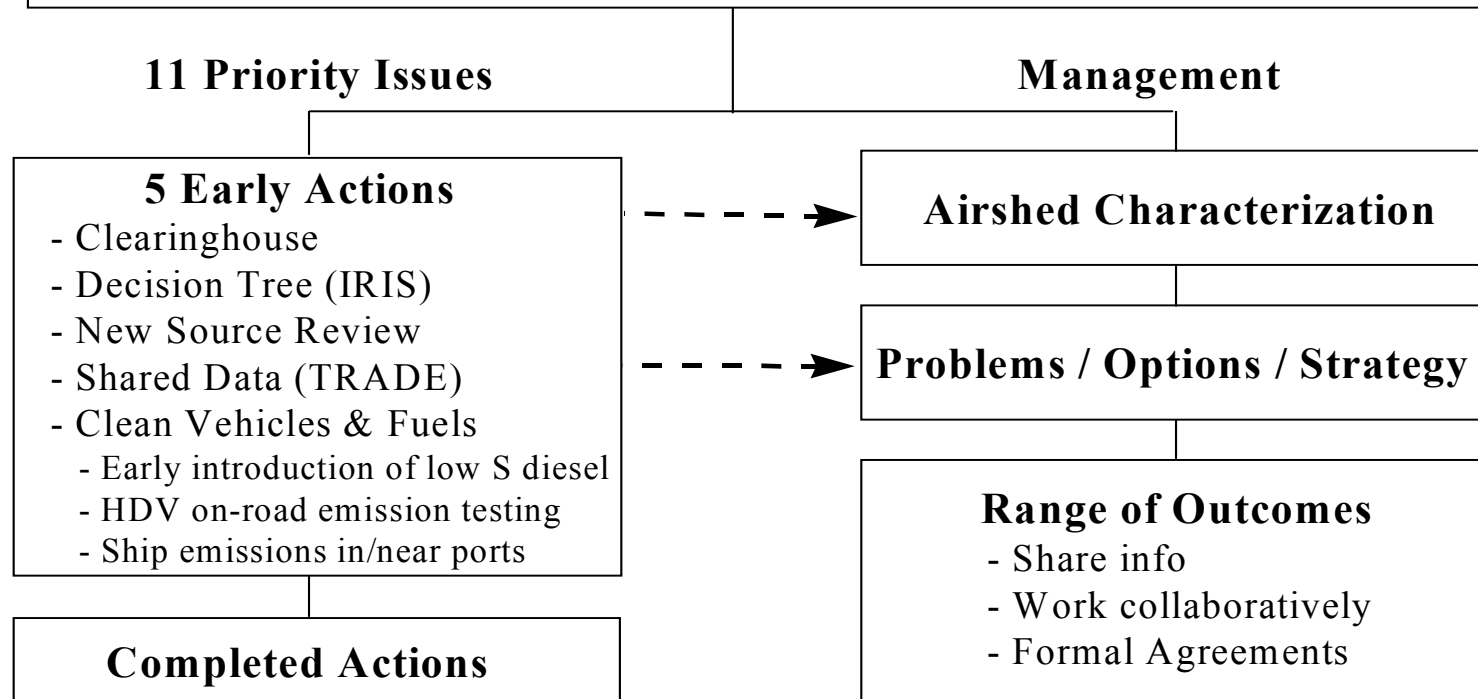 11 Priority Issues
Management
5 Early Actions
- Clearinghouse
- Decision Tree (IRIS)
- New Source Review
- Shared Data (TRADE)
- Clean Vehicles & Fuels
- Early introduction of low S diesel
- HDV on-road emission testing
- Ship emissions in/near ports
Completed Actions
Airshed Characterization
Problems / Options / Strategy
Range of Outcomes
- Share info
- Work collaboratively
- Formal Agreements